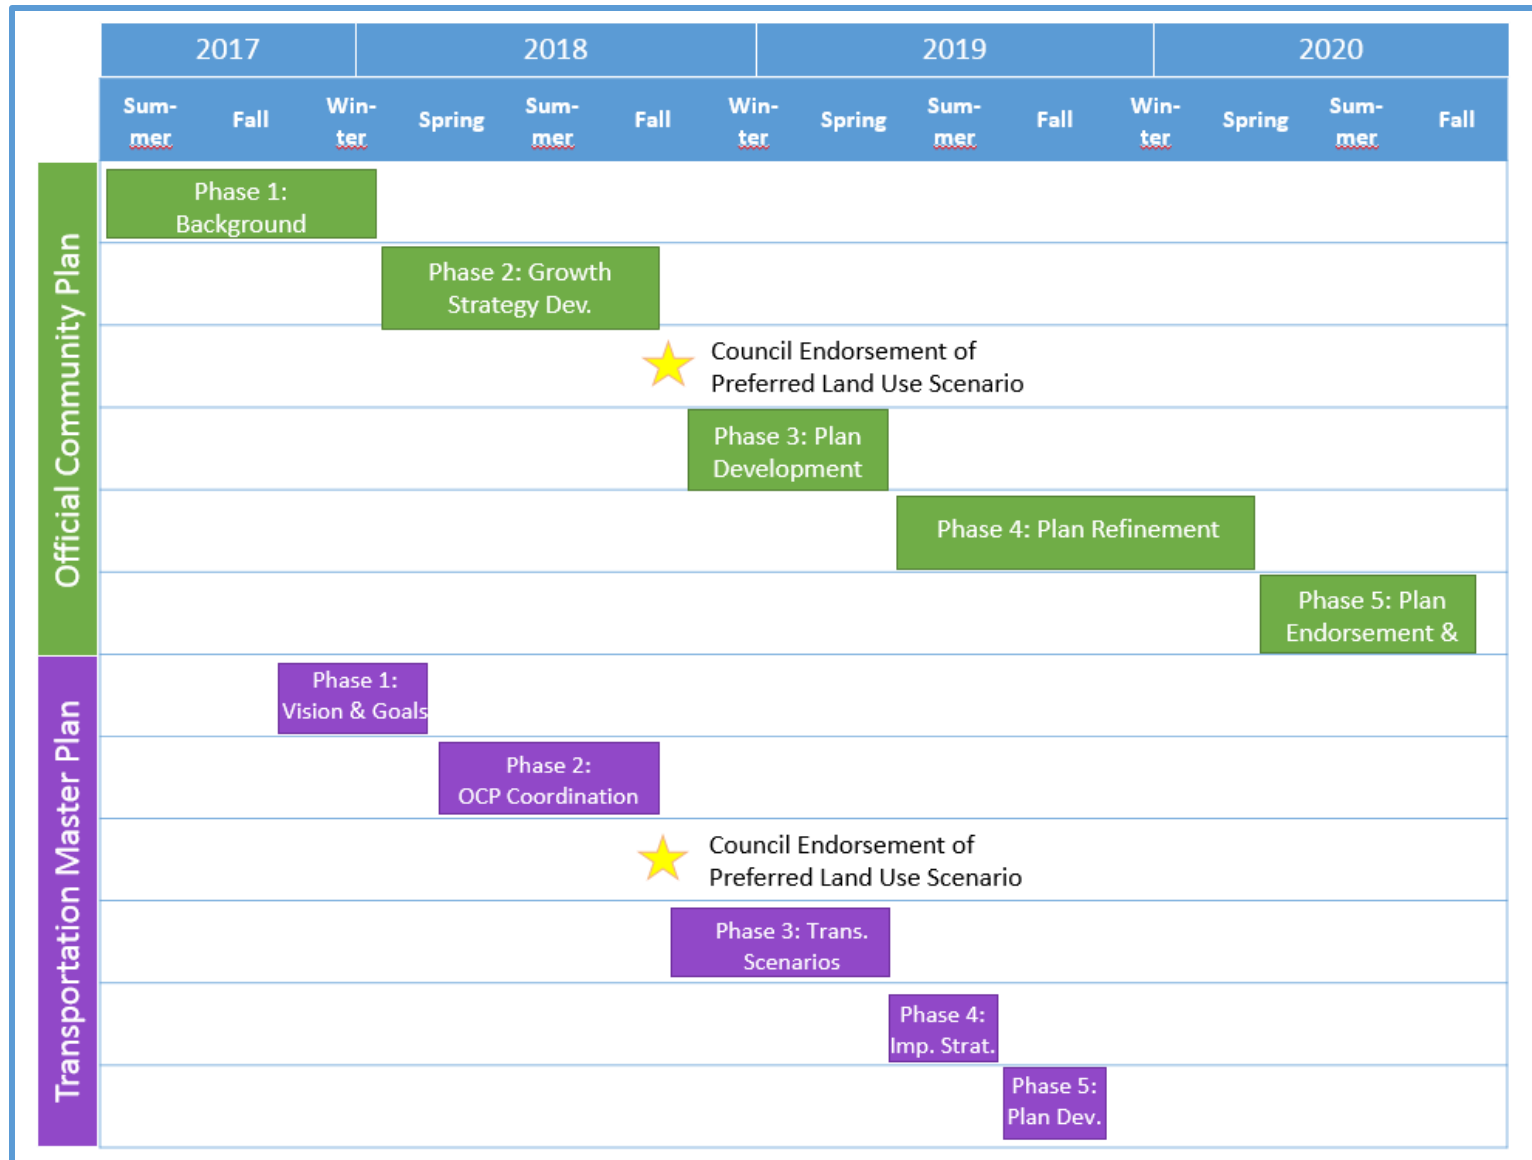 2017
2018
2019
2020
Sum-
mer
Fall
Win-
ter
Spring
Sum-
mer
Fall
Win-
ter
Spring
Sum-
mer
Fall
Win-
ter
Spring
Sum-
mer
Fall
Official Community Plan
Phase 1:
Background
Phase 2: Growth
Strategy Dev.
Council Endorsement of
Preferred Land Use Scenario
Phase 3: Plan
Development
Phase 4: Plan Refinement
Phase 5: Plan
Endorsement &
Transportation Master Plan
Phase 1:
Vision & Goals
Phase 2:
OCP Coordination
Council Endorsement of
Preferred Land Use Scenario
Phase 3: Trans.
Scenarios
Phase 4:
Imp. Strat.
Phase 5:
Plan Dev.